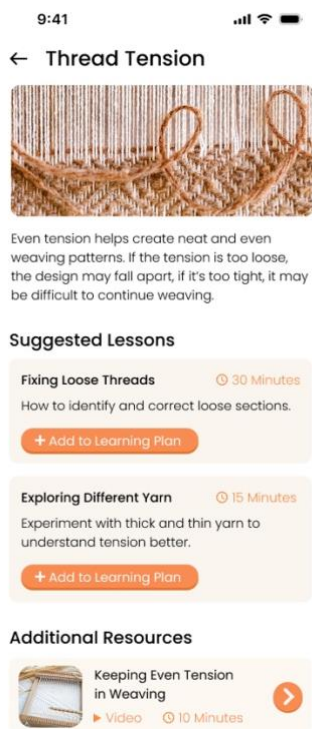 9:41
Thread Tension
Even tension helps create neat and even
weaving patterns. If the tension is too loose,
the design may fall apart, if it's too tight, it may
be difficult to continue weaving.
Suggested Lessons
Fixing Loose Threads
30 Minutes
How to identify and correct loose sections.
+ Add to Learning Plan
Exploring Different Yarn
15 Minutes
Experiment with thick and thin yarn to
understand tension better.
+ Add to Learning Plan
Additional Resources
Keeping Even Tension
in Weaving
Video
10 Minutes